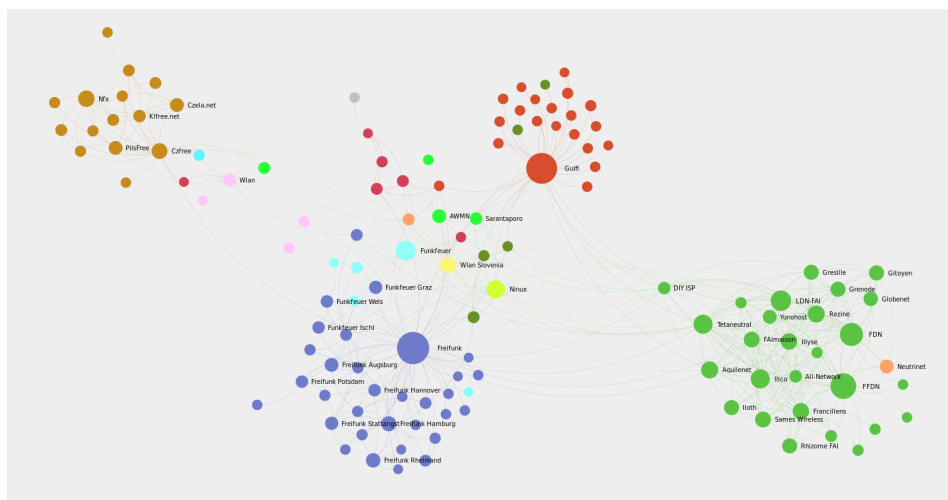 Nfx
Czela.net
Klfree.net
PilsFree
Czfree
Guifi
Wlan
AWMN
Sarantaporo
Funkfeuer
Wlan Slovenia
Gresille
Gitoyen
Funkfeuer Graz
Ninux
DIY ISP
Grenode
LDN-FAI
Globenet
Funkfeuer Wels
Yunohost
Rezine
Funkfeuer Ischl
Tetaneutral
FDN
FAImaison
Illyse
Freifunk
Freifunk Augsburg
Neutrinet
Aquilenet
Ilico
All-Network
Freifunk Potsdam
FFDN
Freifunk Hannover
Iloth
Franciliens
Sames Wireless
Freifunk Stattangst
Freifunk Hamburg
Rhizome FAI
Freifunk Rheinland